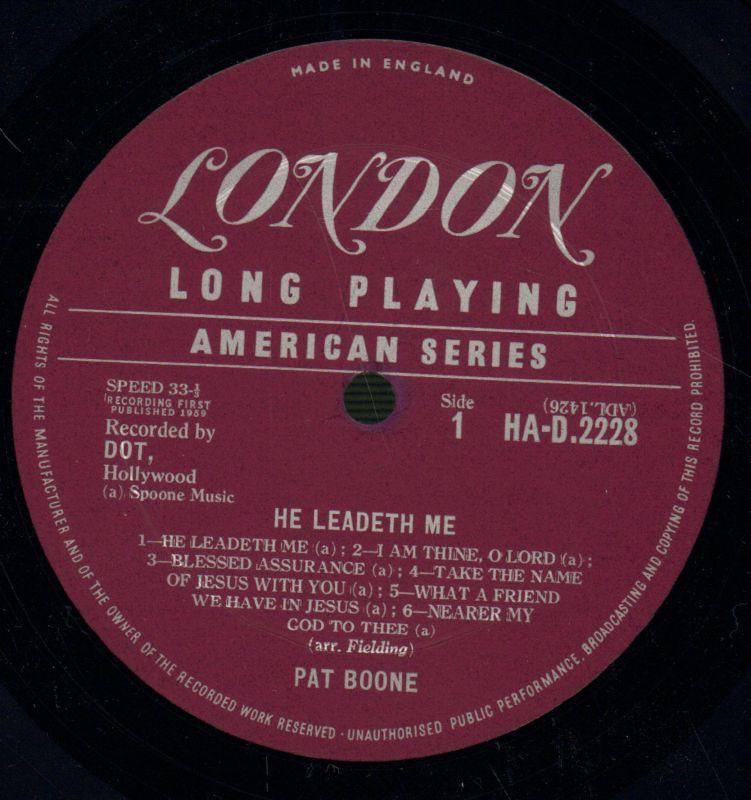 MADE IN ENGLAND
LONDON
LONG PLAYING
AMERICAN SERIES
SPEED 33-⅓
RECORDING FIRST
PUBLISHED 1959
Recorded by
DOT,
Hollywood
(a) Spoone Music
Side
1
(ADL.1426)
HA-D.2228
HE LEADETH ME
1—HE LEADETH ME (a) ; 2—I AM THINE, O LORD (a) ;
3—BLESSED ASSURANCE (a) ; 4—TAKE THE NAME
OF JESUS WITH YOU (a) ; 5—WHAT A FRIEND
WE HAVE IN JESUS (a) ; 6—NEARER MY
GOD TO THEE (a)
(arr. Fielding)
PAT BOONE
ALL RIGHTS OF THE MANUFACTURER AND OF THE OWNER OF THE RECORDED WORK RESERVED · UNAUTHORISED PUBLIC PERFORMANCE, BROADCASTING AND COPYING OF THIS RECORD PROHIBITED.